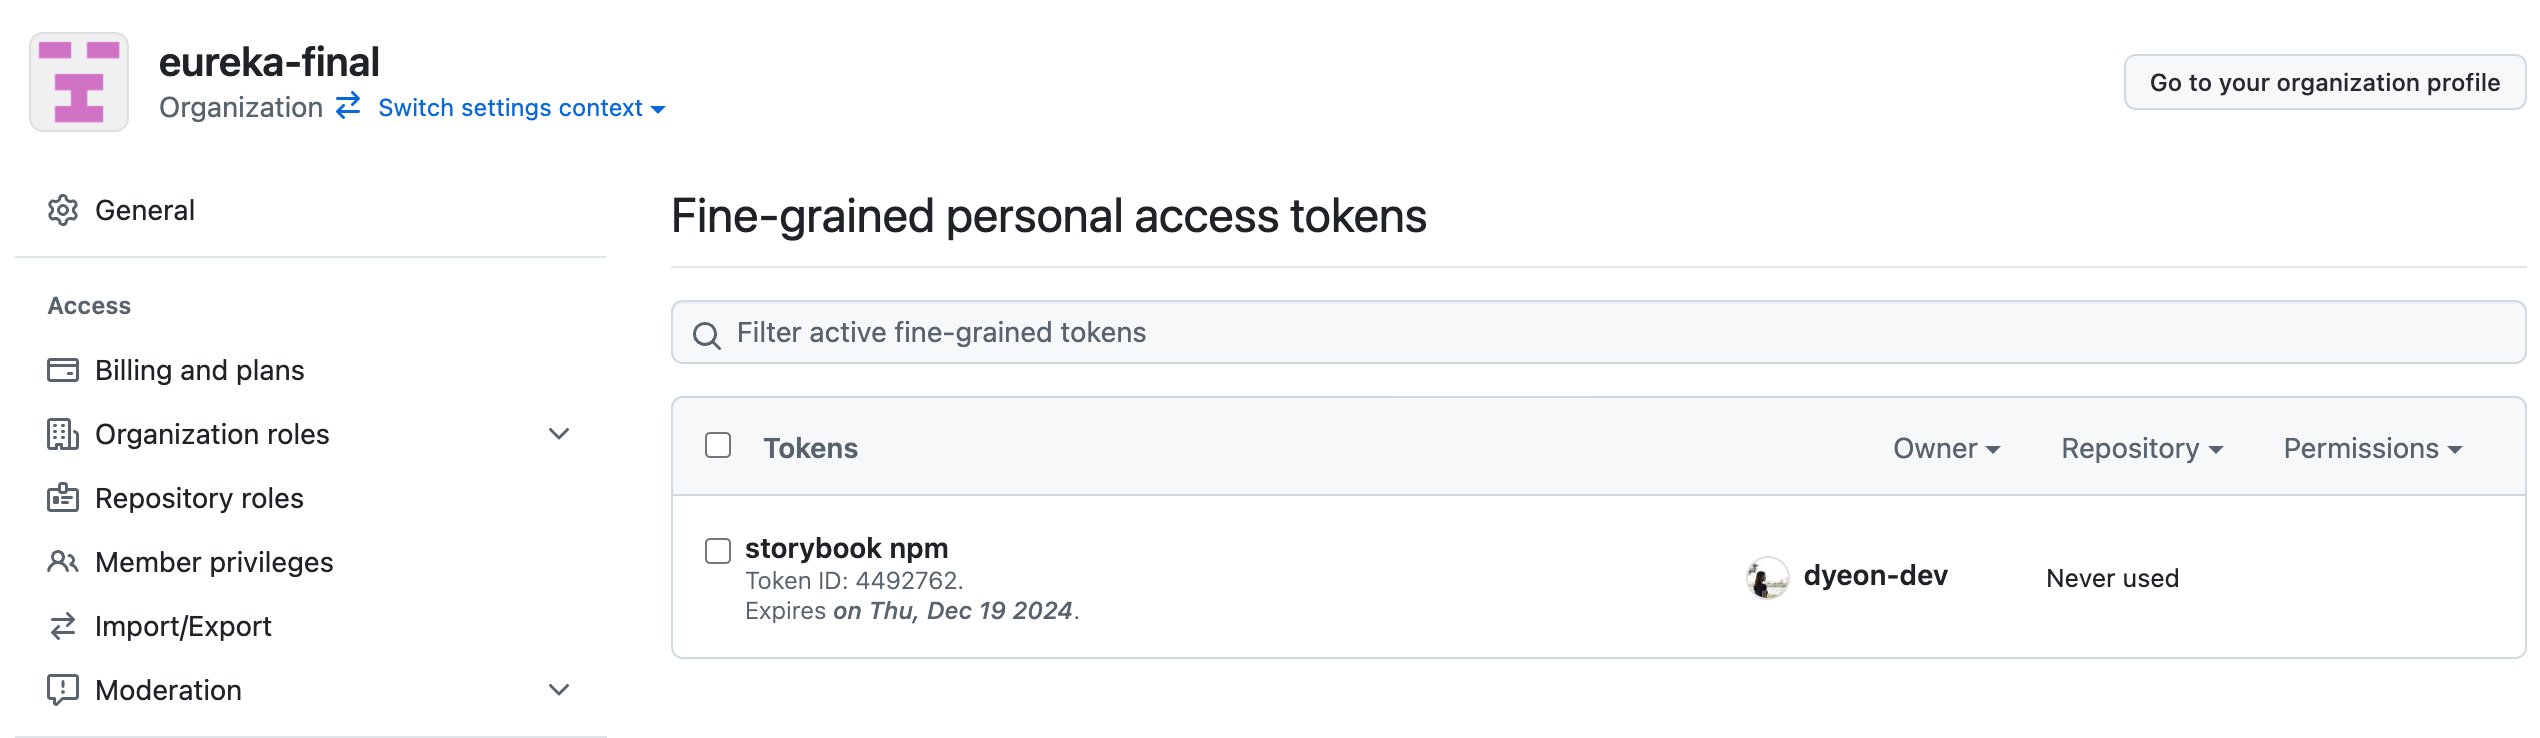 eureka-final
Organization Switch settings context
Go to your organization profile
General
Access
Billing and plans
Organization roles
Repository roles
Member privileges
Import/Export
Moderation
Fine-grained personal access tokens
Filter active fine-grained tokens
Tokens Owner Repository Permissions
storybook npm
Token ID: 4492762.
Expires on Thu, Dec 19 2024.
dyeon-dev
Never used